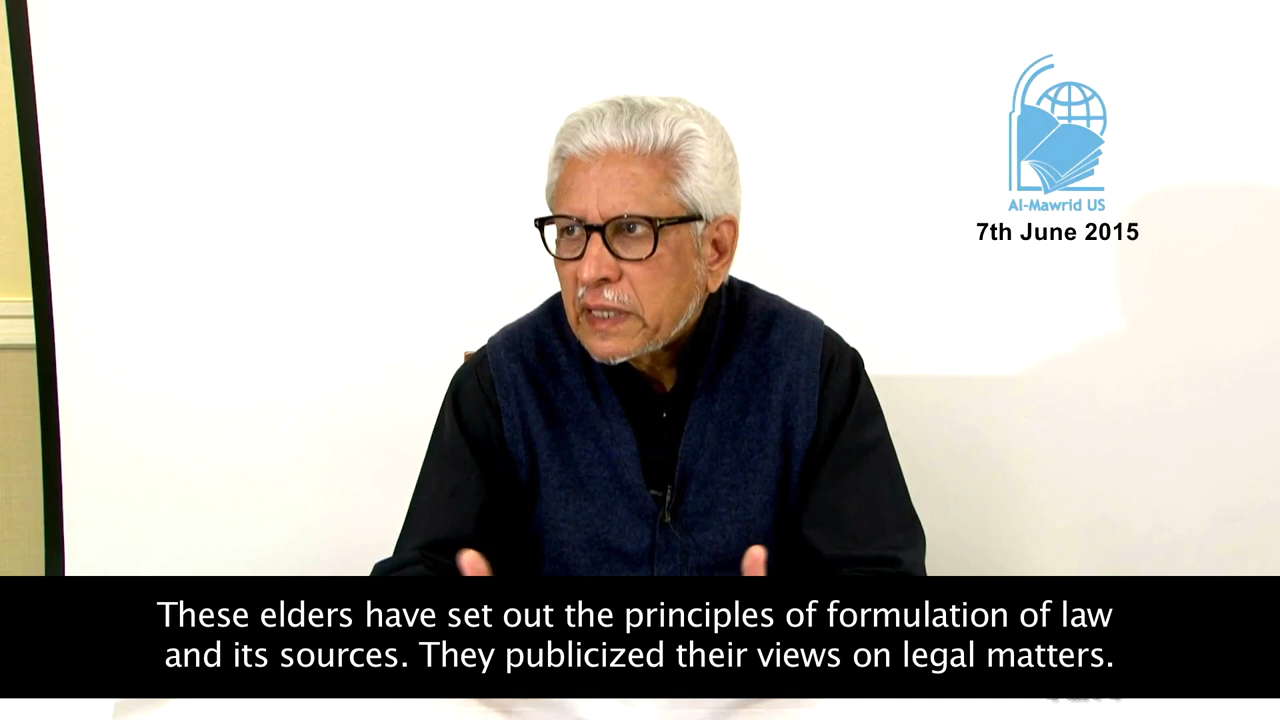 Al-Mawrid US
7th June 2015
These elders have set out the principles of formulation of law
and its sources. They publicized their views on legal matters.